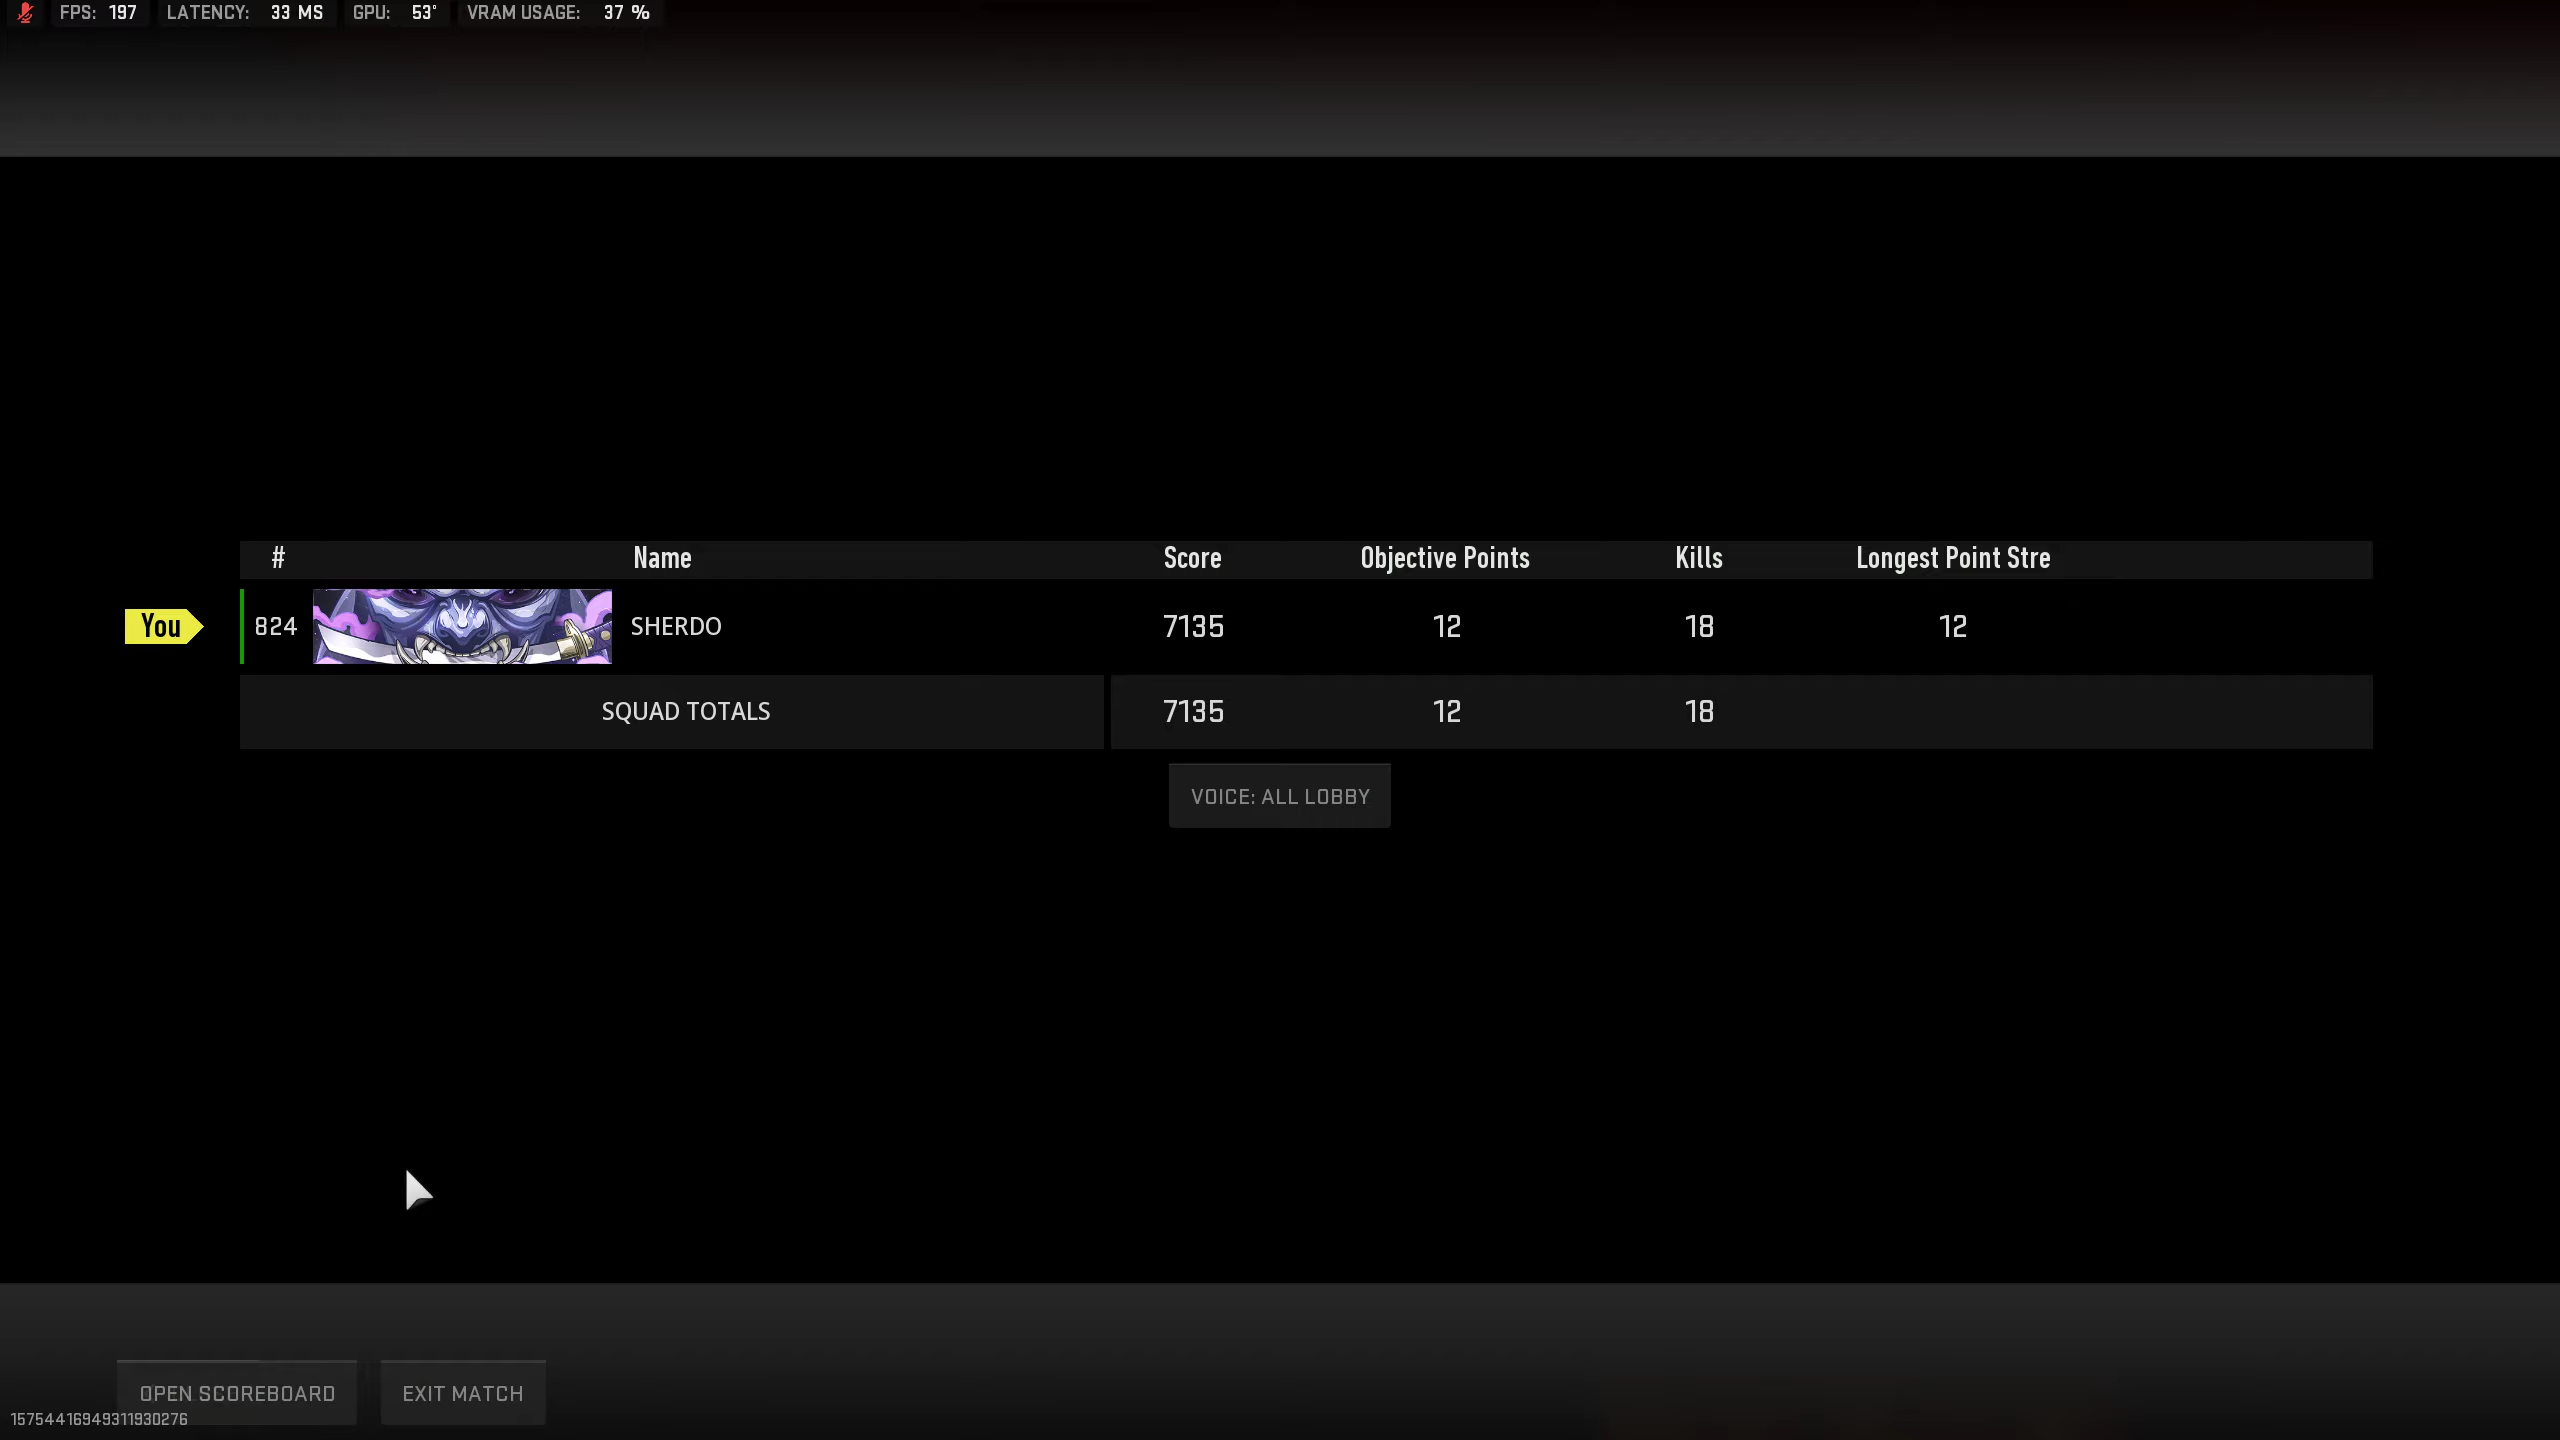 FPS: 197 LATENCY: 33 MS GPU: 53° VRAM USAGE: 37 %
# Name Score Objective Points Kills Longest Point Stre
You 824 SHERDO 7135 12 18 12
SQUAD TOTALS 7135 12 18
VOICE: ALL LOBBY
OPEN SCOREBOARD EXIT MATCH
15754416949311930276